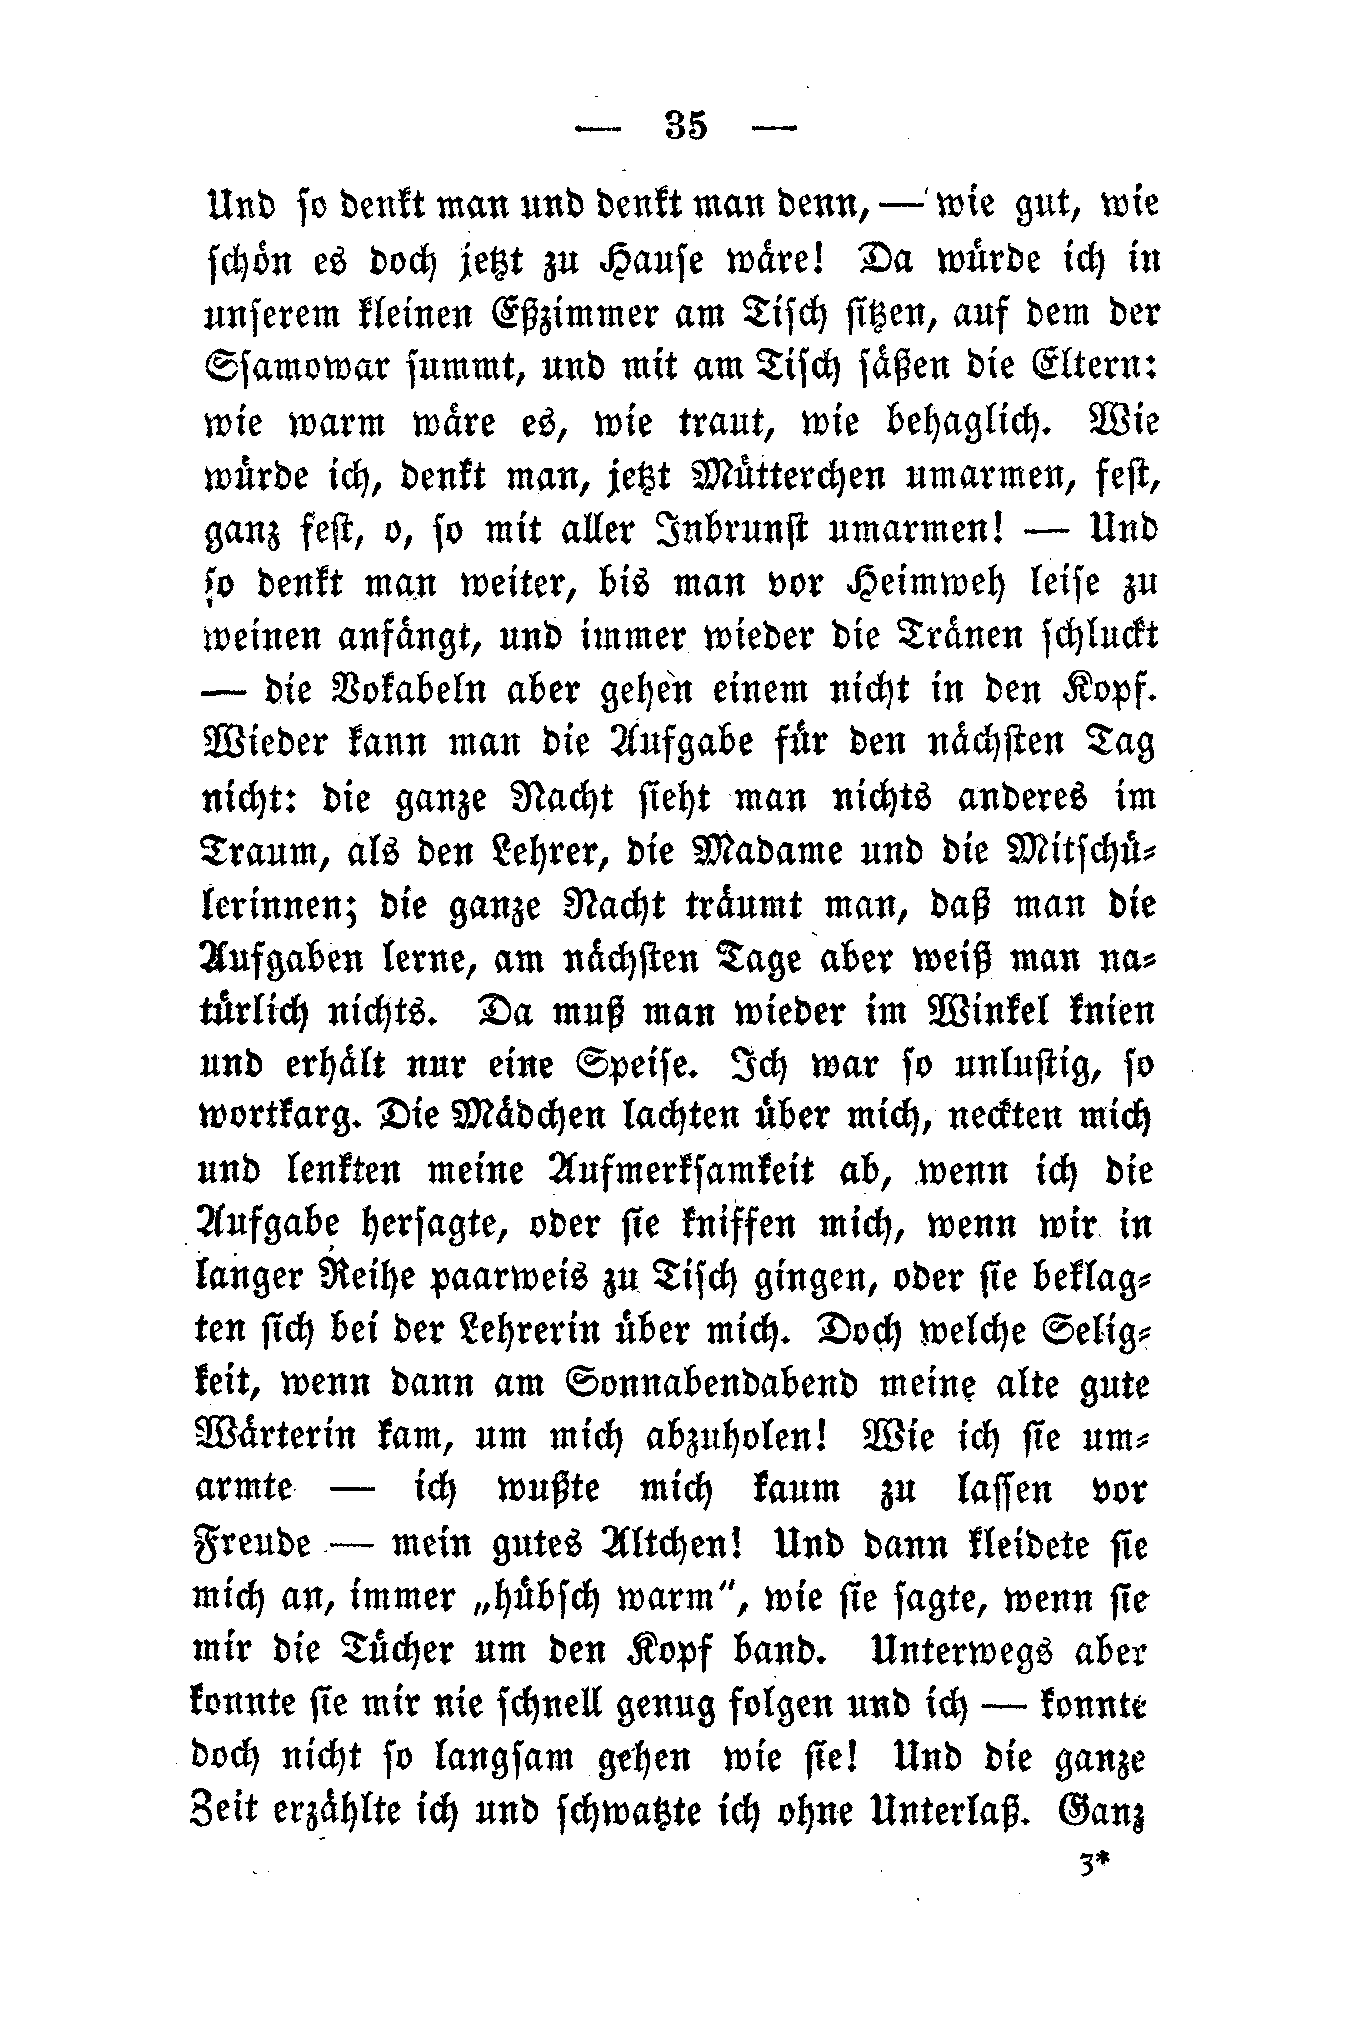 — 35 —
Und so denkt man und denkt man denn, — wie gut, wie
schön es doch jetzt zu Hause wäre! Da würde ich in
unserem kleinen Eßzimmer am Tisch sitzen, auf dem der
Ssamowar summt, und mit am Tisch säßen die Eltern:
wie warm wäre es, wie traut, wie behaglich. Wie
würde ich, denkt man, jetzt Mütterchen umarmen, fest,
ganz fest, o, so mit aller Inbrunst umarmen! — Und
so denkt man weiter, bis man vor Heimweh leise zu
weinen anfängt, und immer wieder die Tränen schluckt
— die Vokabeln aber gehen einem nicht in den Kopf.
Wieder kann man die Aufgabe für den nächsten Tag
nicht: die ganze Nacht sieht man nichts anderes im
Traum, als den Lehrer, die Madame und die Mitschü-
lerinnen; die ganze Nacht träumt man, daß man die
Aufgaben lerne, am nächsten Tage aber weiß man na-
türlich nichts. Da muß man wieder im Winkel knien
und erhält nur eine Speise. Ich war so unlustig, so
wortkarg. Die Mädchen lachten über mich, neckten mich
und lenkten meine Aufmerksamkeit ab, wenn ich die
Aufgabe hersagte, oder sie kniffen mich, wenn wir in
langer Reihe paarweis zu Tisch gingen, oder sie beklag-
ten sich bei der Lehrerin über mich. Doch welche Selig-
keit, wenn dann am Sonnabendabend meine alte gute
Wärterin kam, um mich abzuholen! Wie ich sie um-
armte — ich wußte mich kaum zu lassen vor
Freude — mein gutes Altchen! Und dann kleidete sie
mich an, immer „hübsch warm“, wie sie sagte, wenn sie
mir die Tücher um den Kopf band. Unterwegs aber
konnte sie mir nie schnell genug folgen und ich — konnte
doch nicht so langsam gehen wie sie! Und die ganze
Zeit erzählte ich und schwatzte ich ohne Unterlaß. Ganz
3*